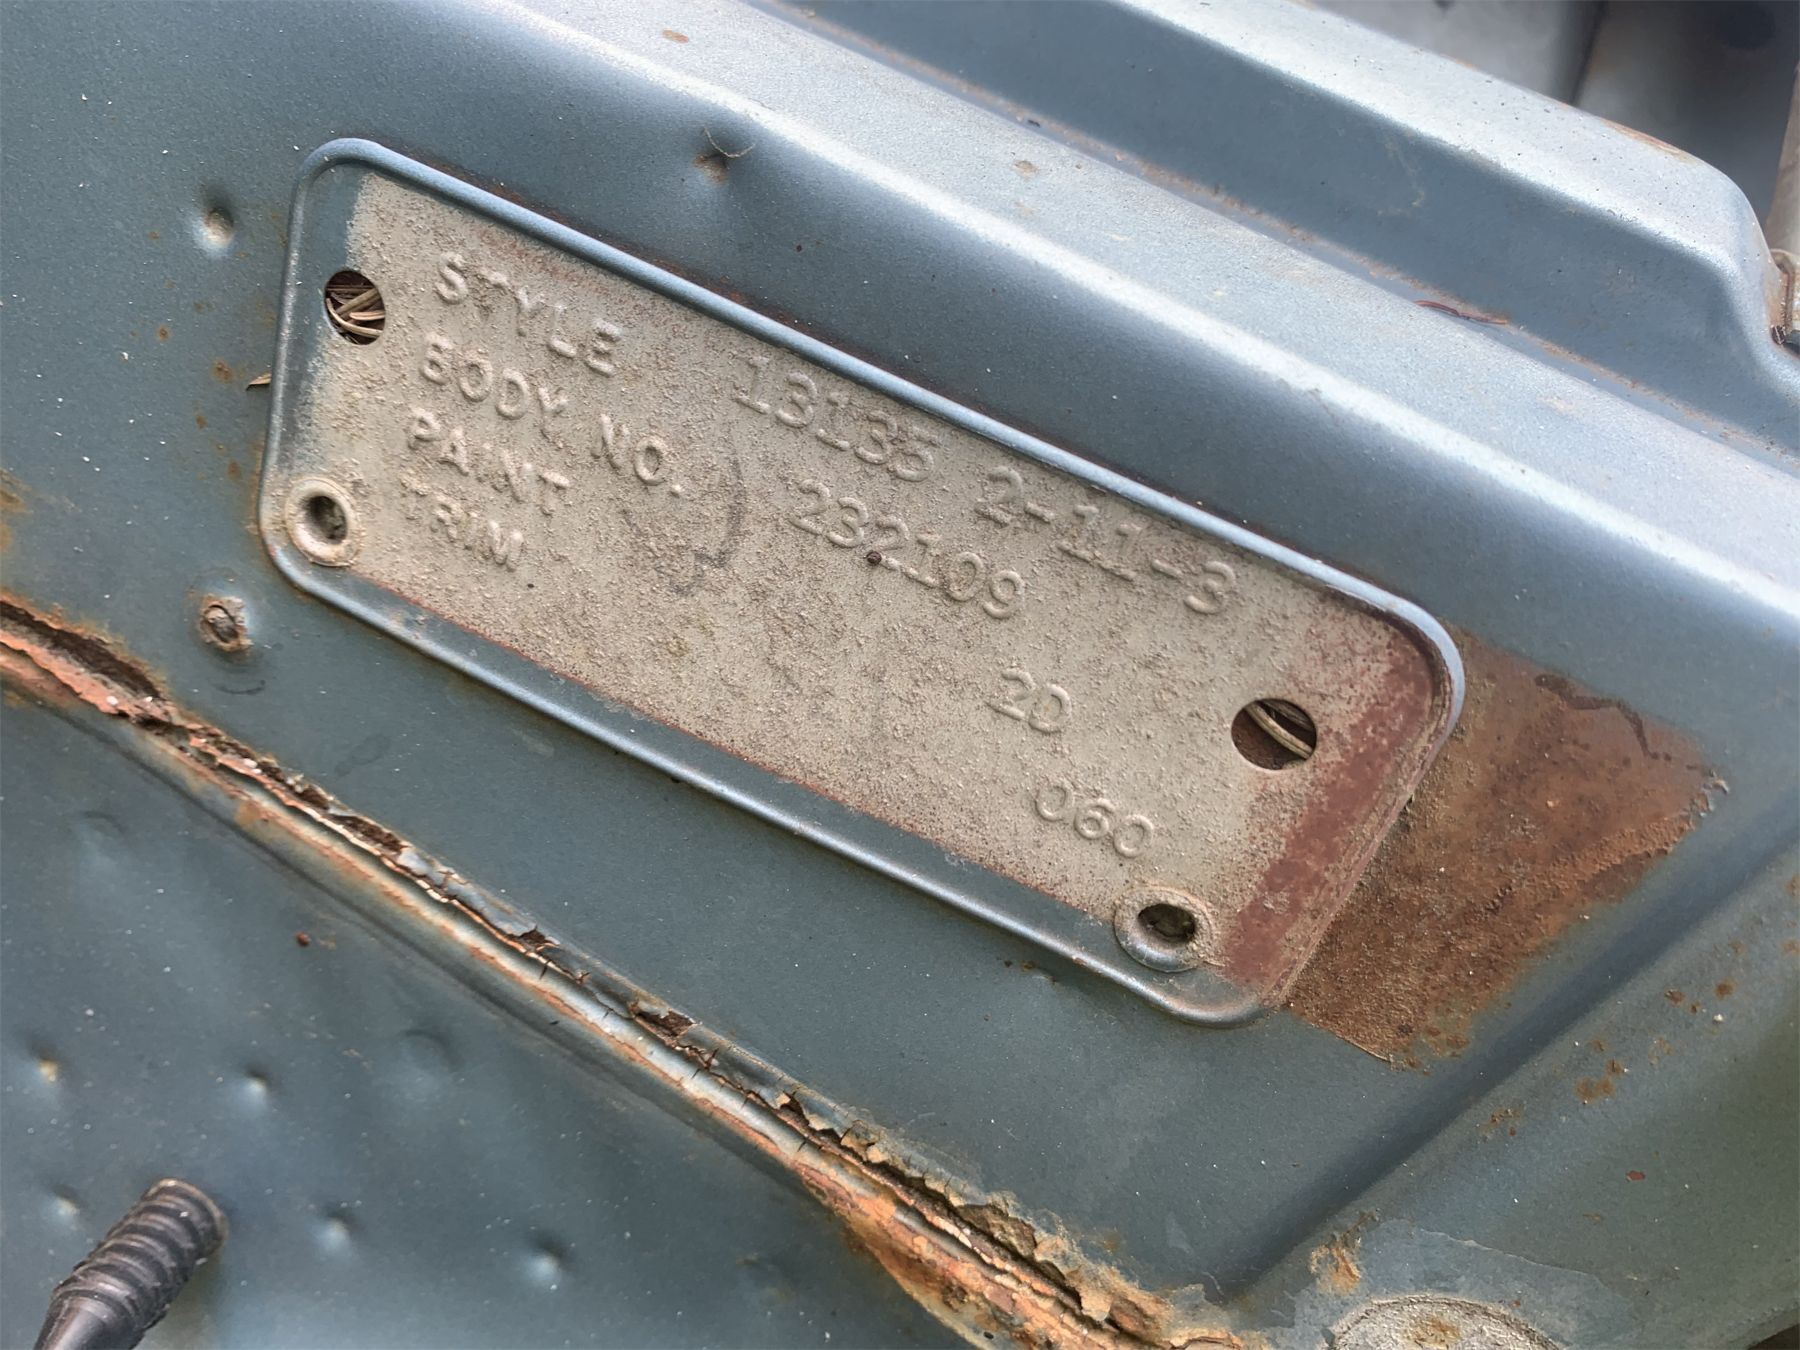 STYLE 13135 2-11-3
BODY NO. 232109
PAINT 2D
TRIM 060